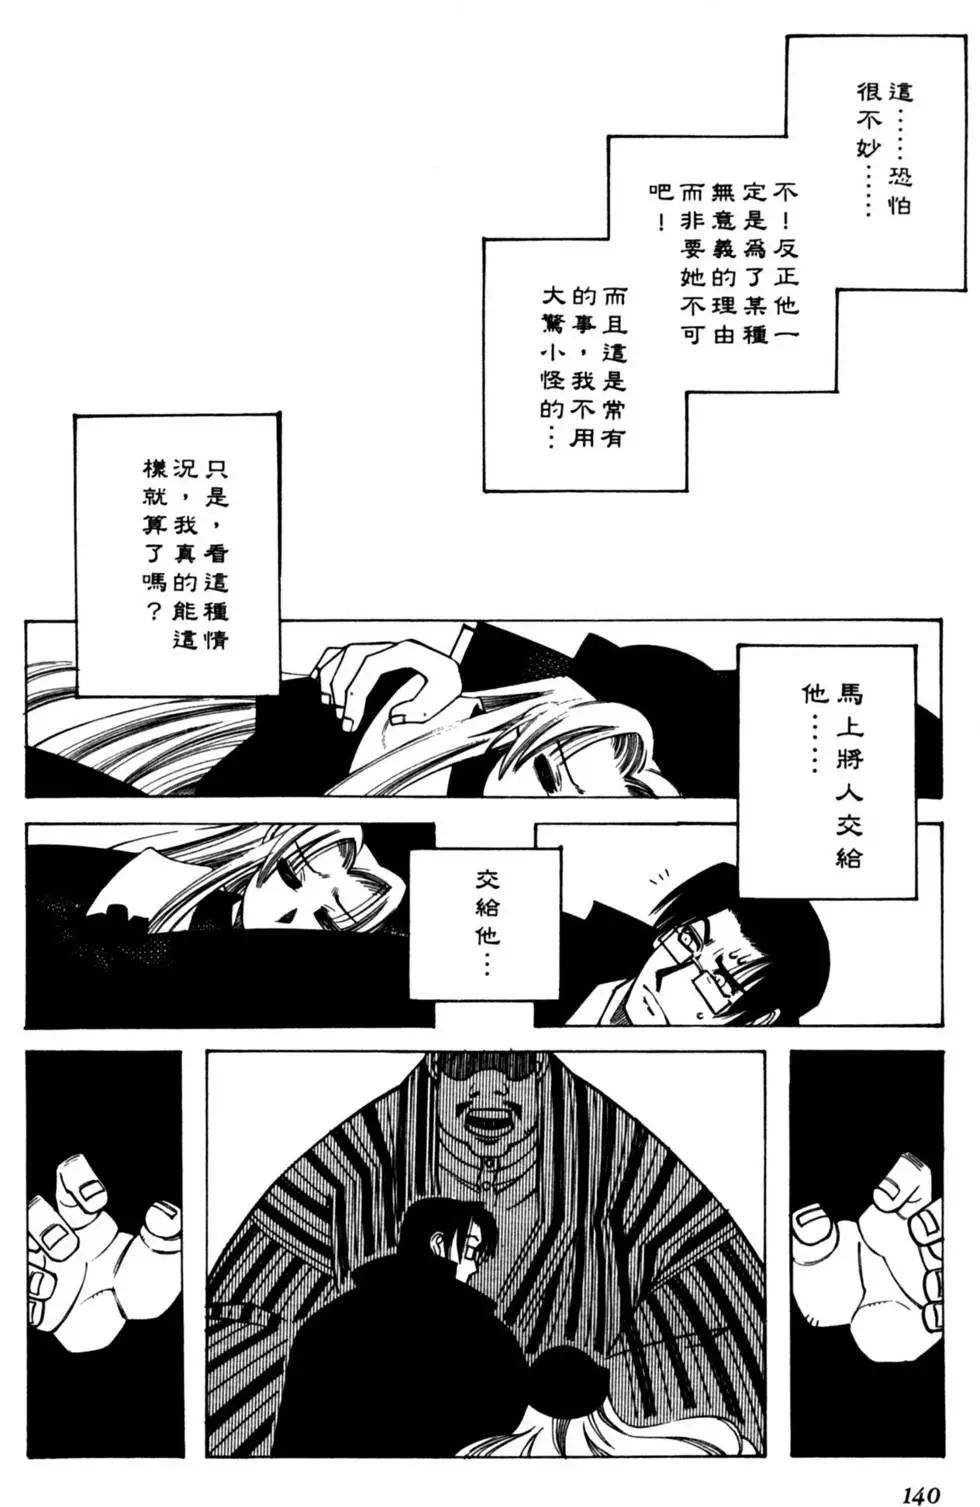 這……恐怕
很不妙……
不！反正他一
定是為了某種
無意義的理由
而非要她不可
吧！
而且這是常有
的事，我不用
大驚小怪的…
只是，看這種情
況，我真的能這
樣就算了嗎？
馬上將人交給
他……
交給他…
140